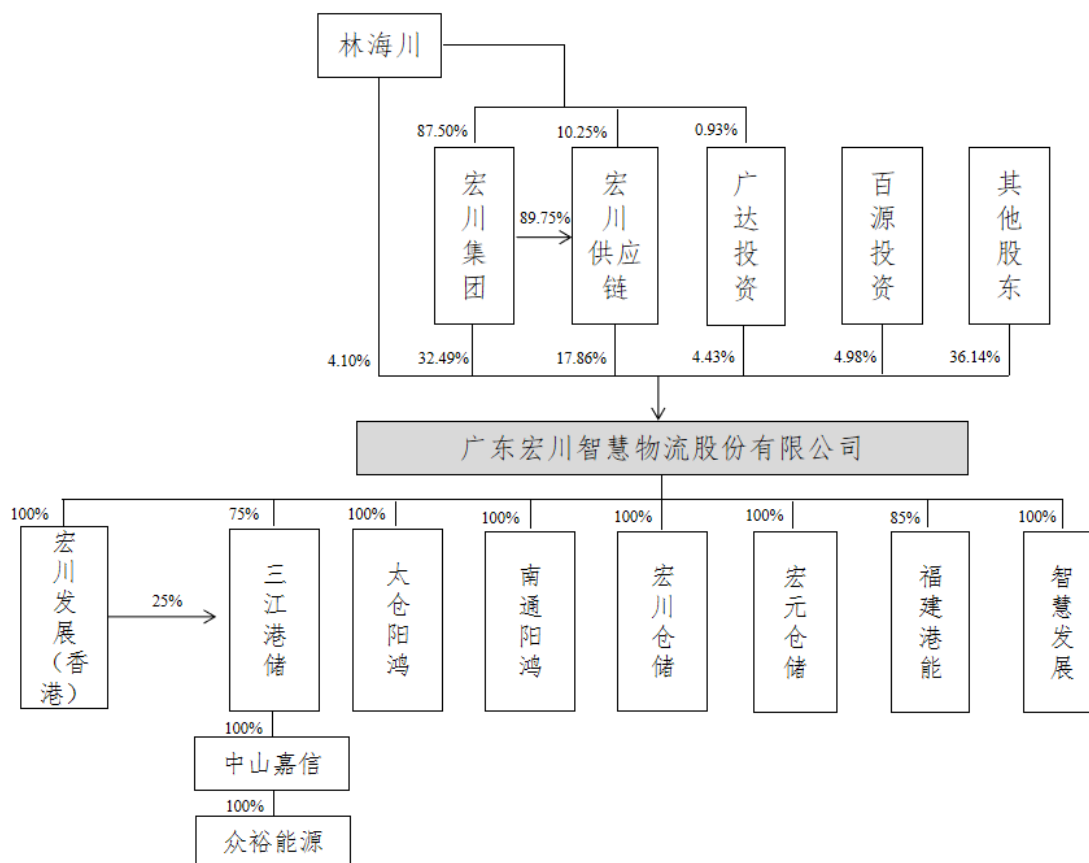 林海川
87.50%
10.25%
0.93%
宏川集团
89.75%
宏川供应链
广达投资
百源投资
其他股东
4.10%
32.49%
17.86%
4.43%
4.98%
36.14%
广东宏川智慧物流股份有限公司
100%
75%
100%
100%
100%
100%
85%
100%
宏川发展（香港）
25%
三江港储
太仓阳鸿
南通阳鸿
宏川仓储
宏元仓储
福建港能
智慧发展
100%
中山嘉信
100%
众裕能源